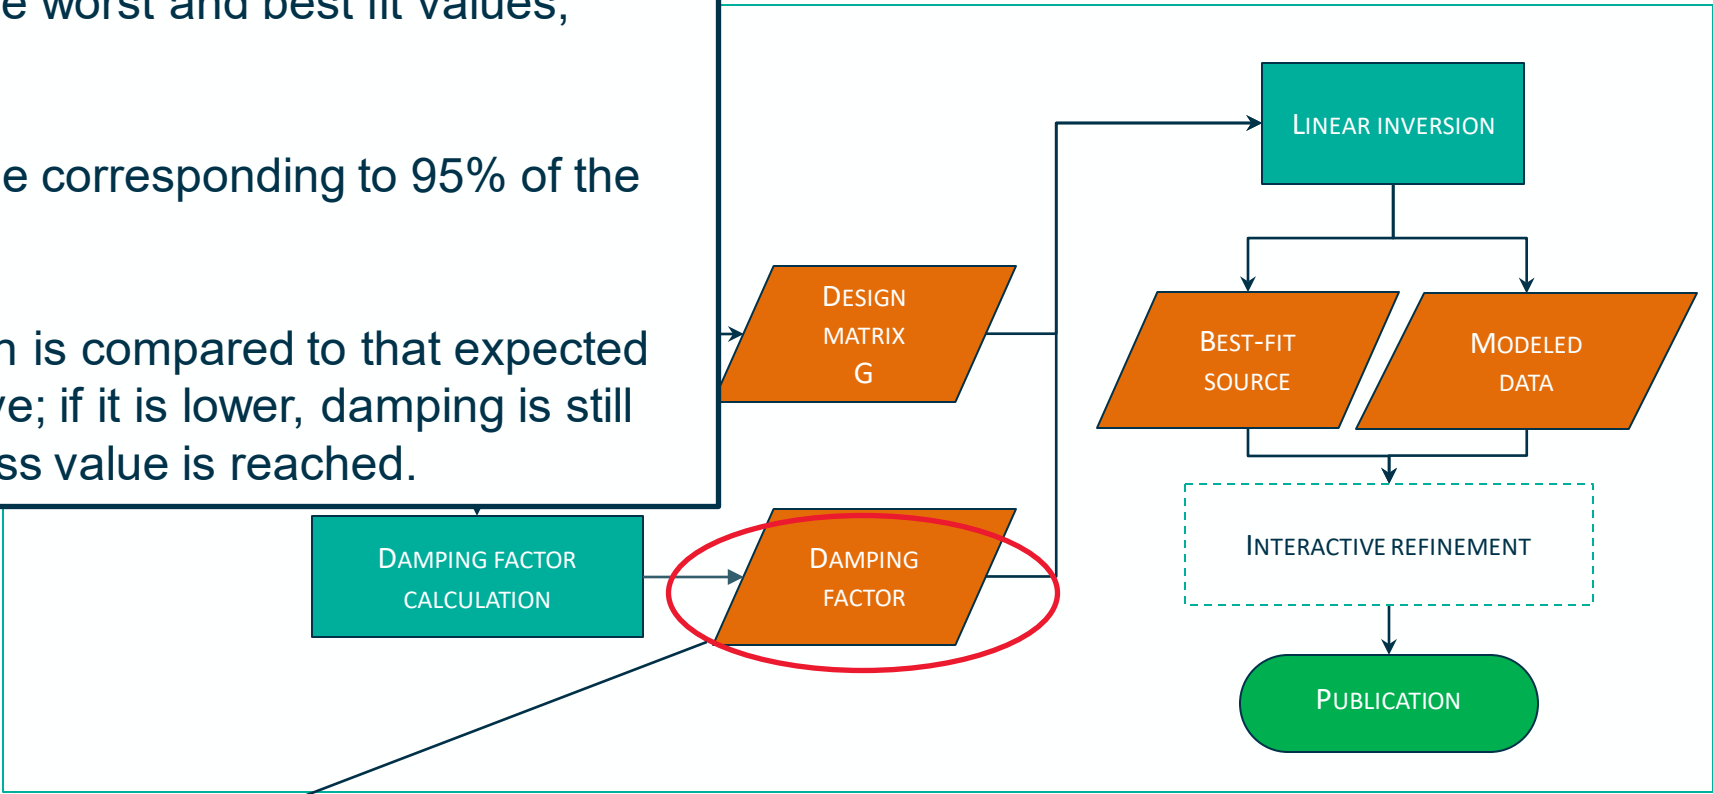 e worst and best fit values,
e corresponding to 95% of the
is compared to that expected
e; if it is lower, damping is still
ss value is reached.
LINEAR INVERSION
DESIGN
MATRIX
G
BEST-FIT
SOURCE
MODELED
DATA
DAMPING FACTOR
CALCULATION
DAMPING
FACTOR
INTERACTIVE REFINEMENT
PUBLICATION